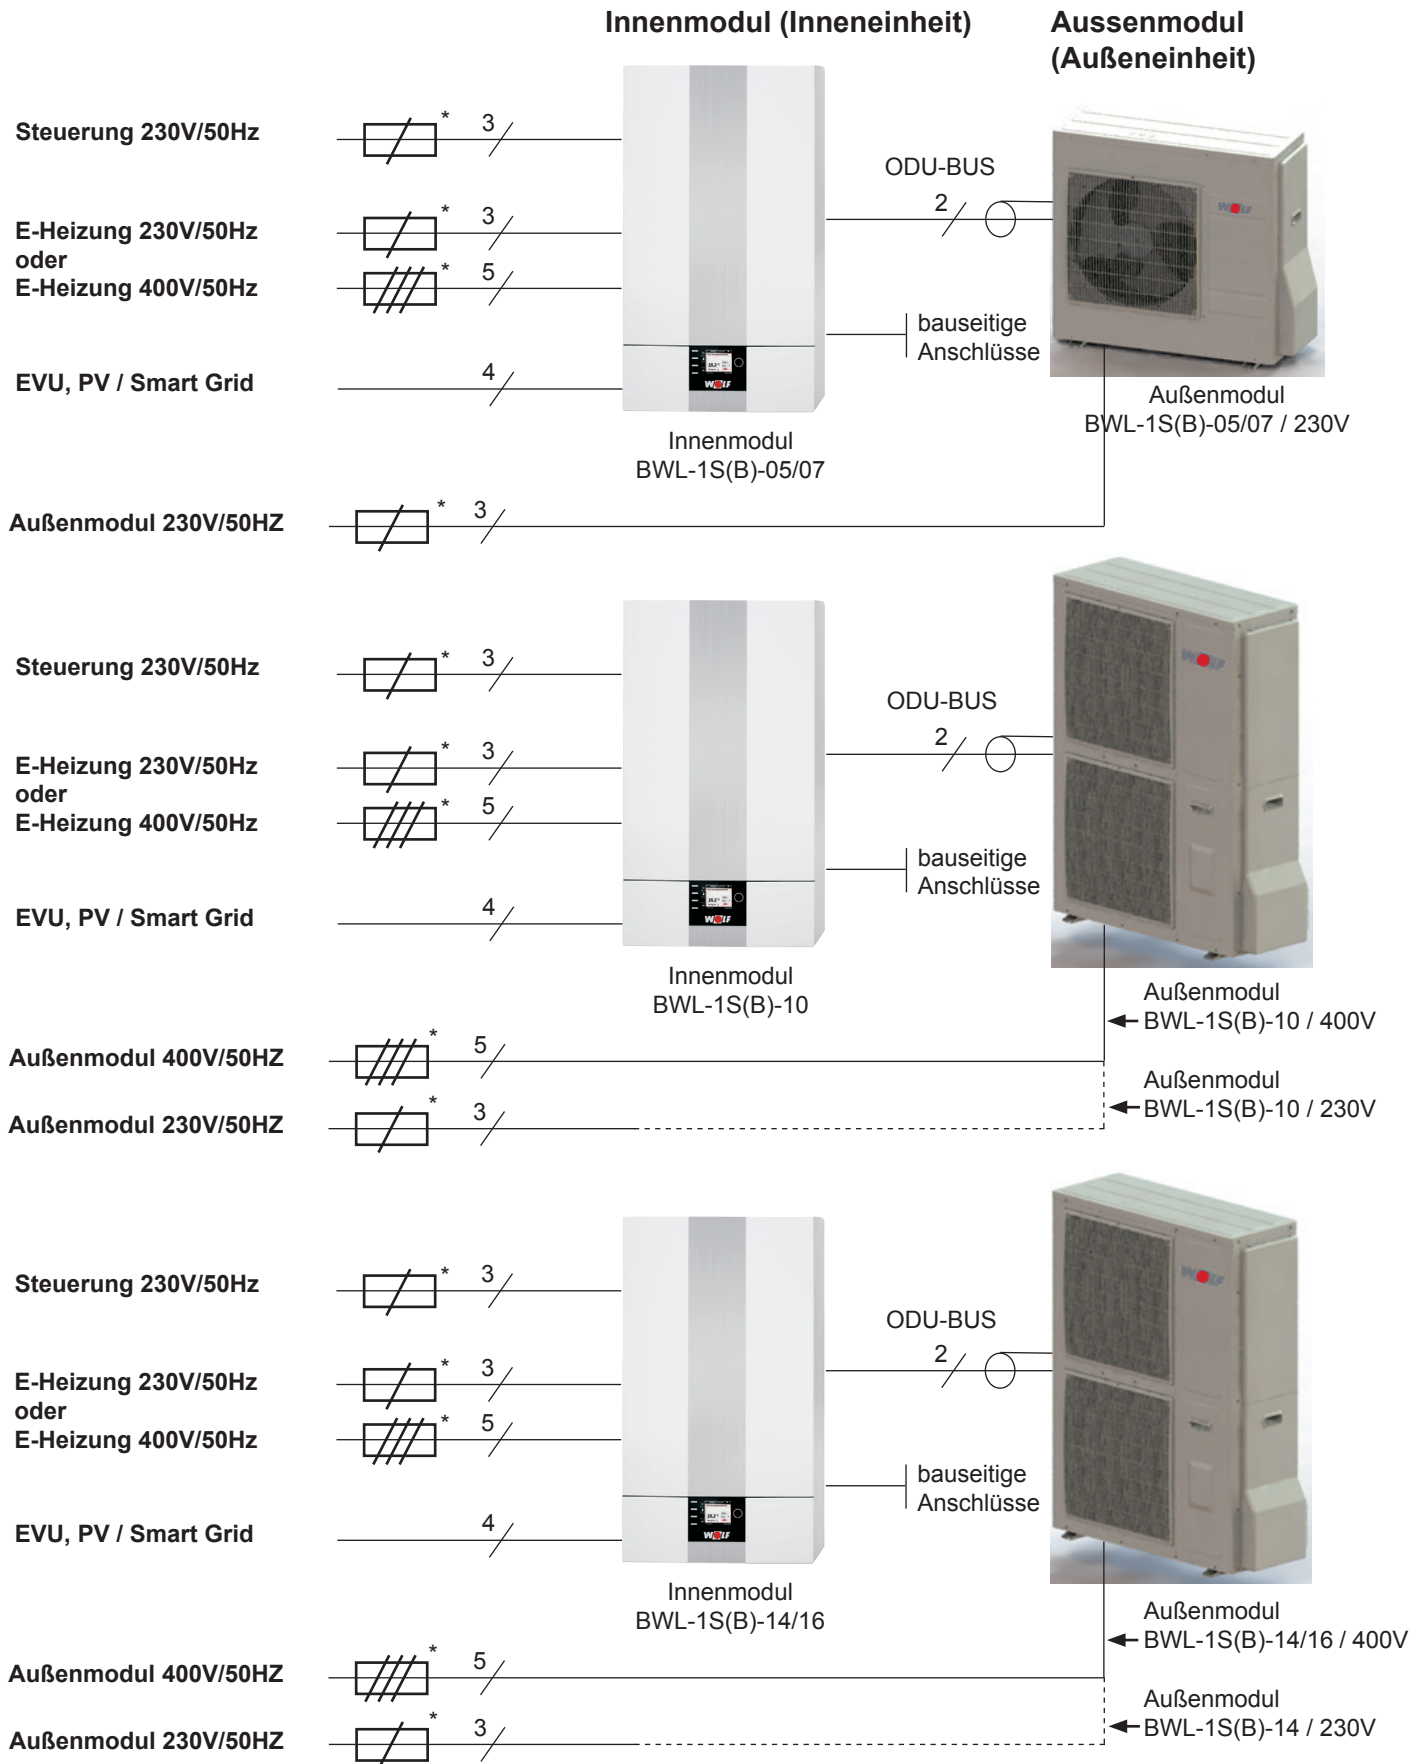 Innenmodul (Inneneinheit)
Aussenmodul
(Außeneinheit)
Steuerung 230V/50Hz
* 3
E-Heizung 230V/50Hz
oder
E-Heizung 400V/50Hz
* 3
* 5
EVU, PV / Smart Grid
4
ODU-BUS
2
bauseitige
Anschlüsse
WOLF
WOLF
Innenmodul
BWL-1S(B)-05/07
Außenmodul
BWL-1S(B)-05/07 / 230V
Außenmodul 230V/50HZ
* 3
Steuerung 230V/50Hz
* 3
E-Heizung 230V/50Hz
oder
E-Heizung 400V/50Hz
* 3
* 5
EVU, PV / Smart Grid
4
ODU-BUS
2
bauseitige
Anschlüsse
WOLF
WOLF
Innenmodul
BWL-1S(B)-10
Außenmodul
BWL-1S(B)-10 / 400V
Außenmodul 400V/50HZ
* 5
Außenmodul
BWL-1S(B)-10 / 230V
Außenmodul 230V/50HZ
* 3
Steuerung 230V/50Hz
* 3
E-Heizung 230V/50Hz
oder
E-Heizung 400V/50Hz
* 3
* 5
EVU, PV / Smart Grid
4
ODU-BUS
2
bauseitige
Anschlüsse
WOLF
WOLF
Innenmodul
BWL-1S(B)-14/16
Außenmodul
BWL-1S(B)-14/16 / 400V
Außenmodul 400V/50HZ
* 5
Außenmodul
BWL-1S(B)-14 / 230V
Außenmodul 230V/50HZ
* 3